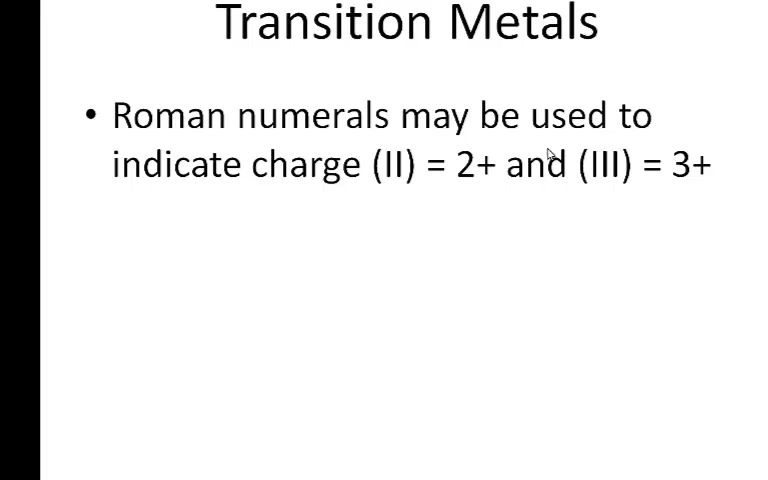 Transition Metals
• Roman numerals may be used to
indicate charge (II) = 2+ and (III) = 3+